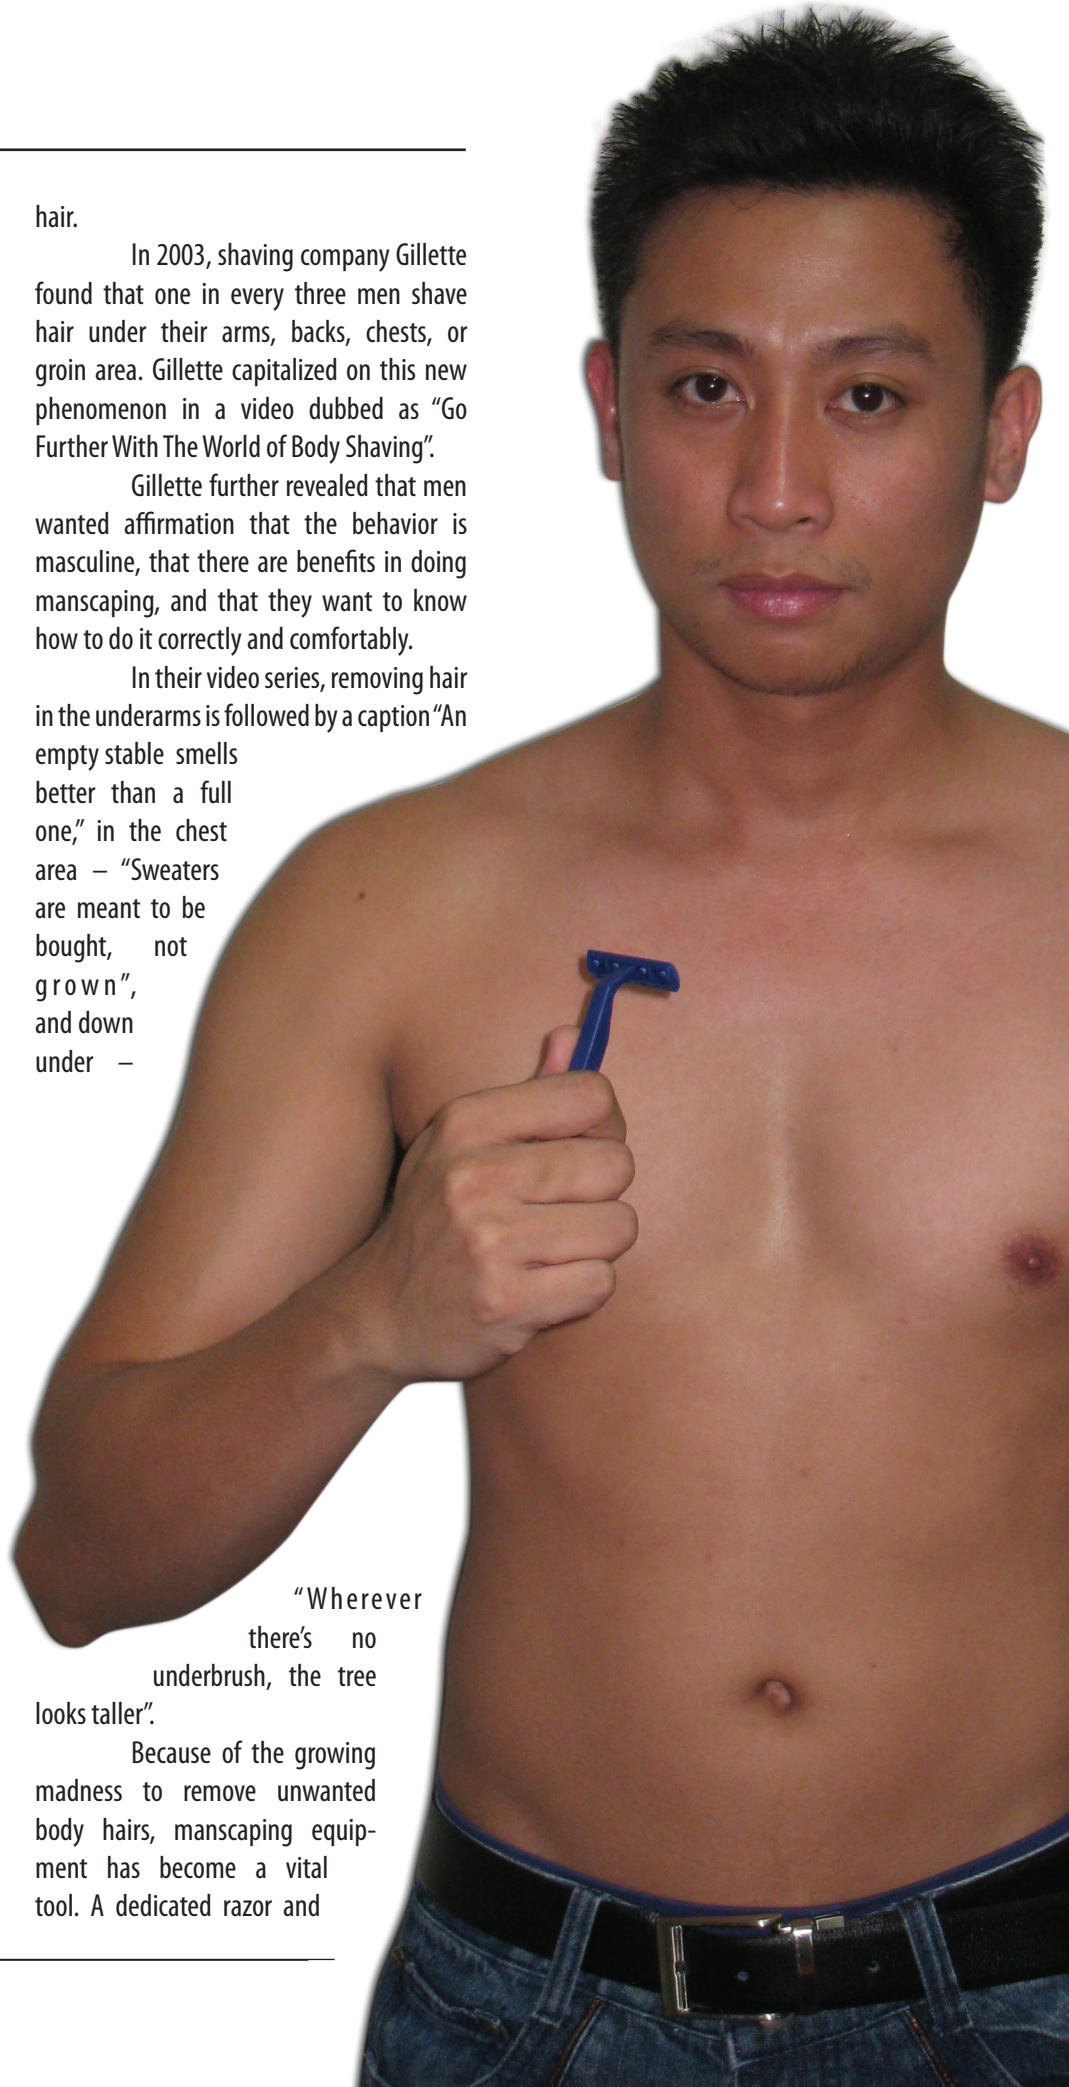 hair.
In 2003, shaving company Gillette
found that one in every three men shave
hair under their arms, backs, chests, or
groin area. Gillette capitalized on this new
phenomenon in a video dubbed as “Go
Further With The World of Body Shaving”.
Gillette further revealed that men
wanted affirmation that the behavior is
masculine, that there are benefits in doing
manscaping, and that they want to know
how to do it correctly and comfortably.
In their video series, removing hair
in the underarms is followed by a caption “An
empty stable smells
better than a full
one,” in the chest
area – “Sweaters
are meant to be
bought, not
grown”,
and down
under –
“Wherever
there’s no
underbrush, the tree
looks taller”.
Because of the growing
madness to remove unwanted
body hairs, manscaping equip-
ment has become a vital
tool. A dedicated razor and